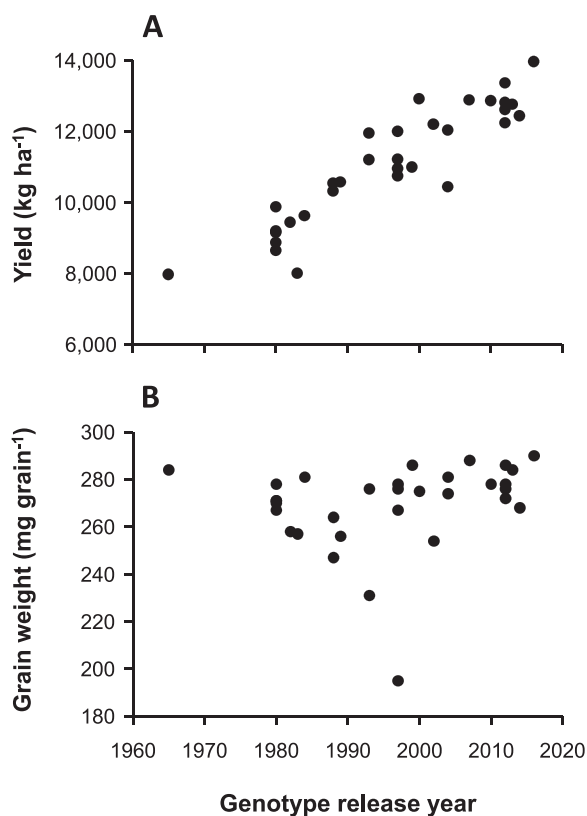 A
Yield (kg ha⁻¹)
14,000
12,000
10,000
8,000
6,000
B
Grain weight (mg grain⁻¹)
300
280
260
240
220
200
180
1960 1970 1980 1990 2000 2010 2020
Genotype release year